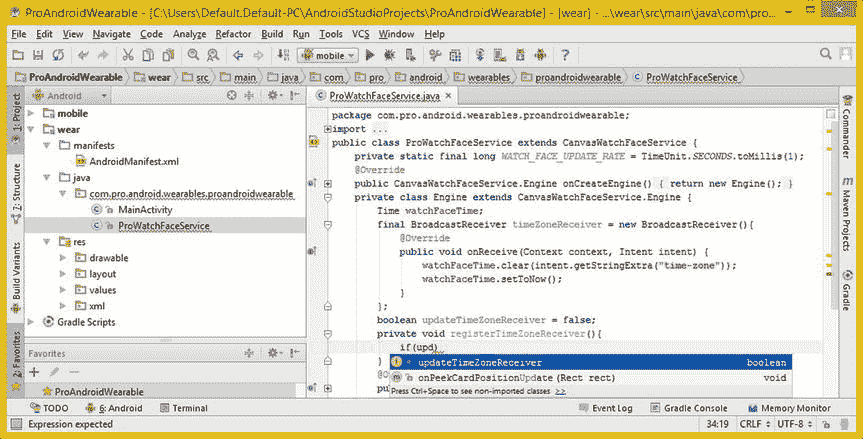 ProAndroidWearable - [C:\Users\Default.Default-PC\AndroidStudioProjects\ProAndroidWearable] - [wear] - ...\wear\src\main\java\com\pro...
File Edit View Navigate Code Analyze Refactor Build Run Tools VCS Window Help
mobile
ProAndroidWearable wear src main java com pro android wearables proandroidwearable ProWatchFaceService
Android
ProWatchFaceService.java
1: Project
2: Structure
Build Variants
2: Favorites
mobile
wear
manifests
AndroidManifest.xml
java
com.pro.android.wearables.proandroidwearable
MainActivity
ProWatchFaceService
res
drawable
layout
values
xml
Gradle Scripts
Favorites
ProAndroidWearable
package com.pro.android.wearables.proandroidwearable;
import ...
public class ProWatchFaceService extends CanvasWatchFaceService {
private static final long WATCH_FACE_UPDATE_RATE = TimeUnit.SECONDS.toMillis(1);
@Override
public CanvasWatchFaceService.Engine onCreateEngine() { return new Engine(); }
private class Engine extends CanvasWatchFaceService.Engine {
Time watchFaceTime;
final BroadcastReceiver timeZoneReceiver = new BroadcastReceiver(){
@Override
public void onReceive(Context context, Intent intent) {
watchFaceTime.clear(intent.getStringExtra("time-zone"));
watchFaceTime.setToNow();
}
};
boolean updateTimeZoneReceiver = false;
private void registerTimeZoneReceiver(){
if(upd)
}
updateTimeZoneReceiver boolean
onPeekCardPositionUpdate(Rect rect) void
Press Ctrl+Space to see non-imported classes >>
Commander
Maven Projects
Gradle
TODO 6: Android Terminal Event Log Gradle Console Memory Monitor
Expression expected 34:19 CRLF UTF-8